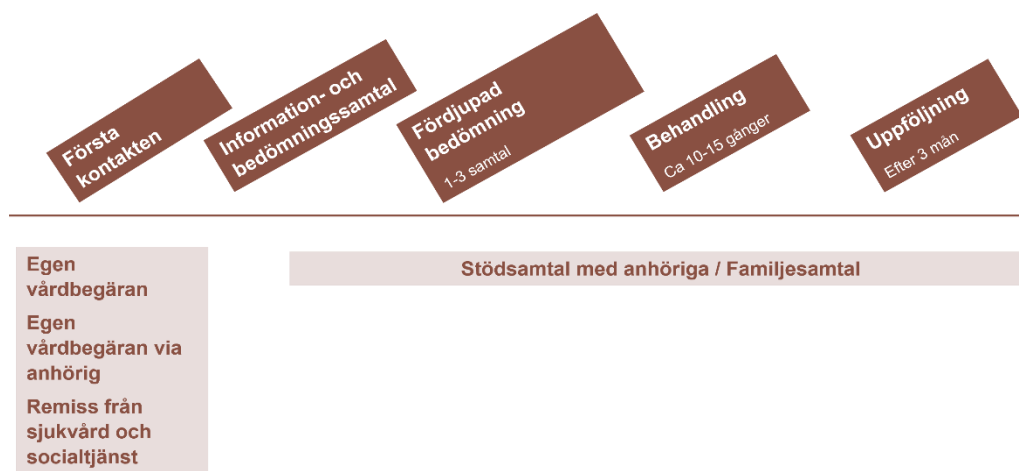 Första
kontakten
Information- och
bedömningssamtal
Fördjupad
bedömning
1-3 samtal
Behandling
Ca 10-15 gånger
Uppföljning
Efter 3 mån
Egen
vårdbegäran
Egen
vårdbegäran via
anhörig
Remiss från
sjukvård och
socialtjänst
Stödsamtal med anhöriga / Familjesamtal